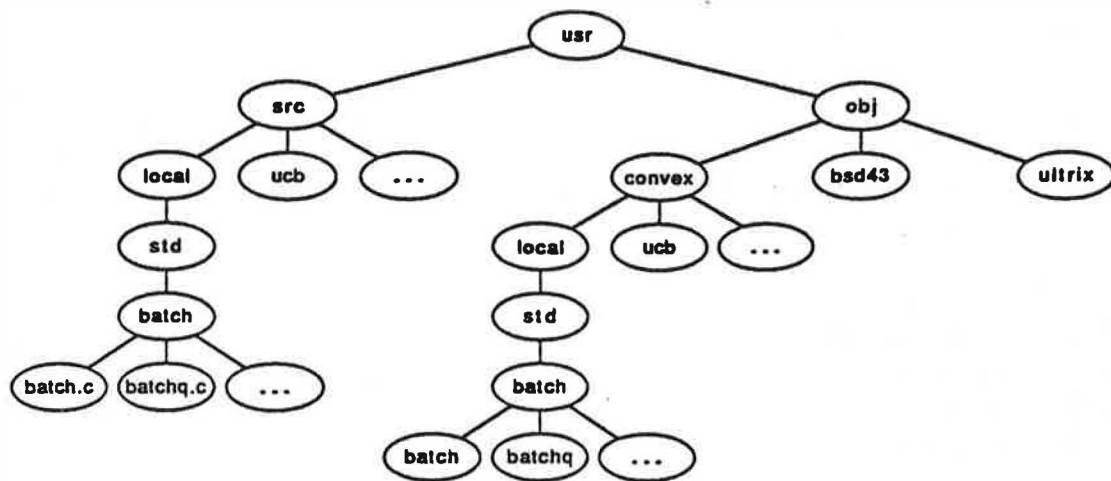 usr
src obj
local ucb ... convex bsd43 ultrix
std local ucb ...
batch std
batch.c batchq.c ... batch
batch batchq ...